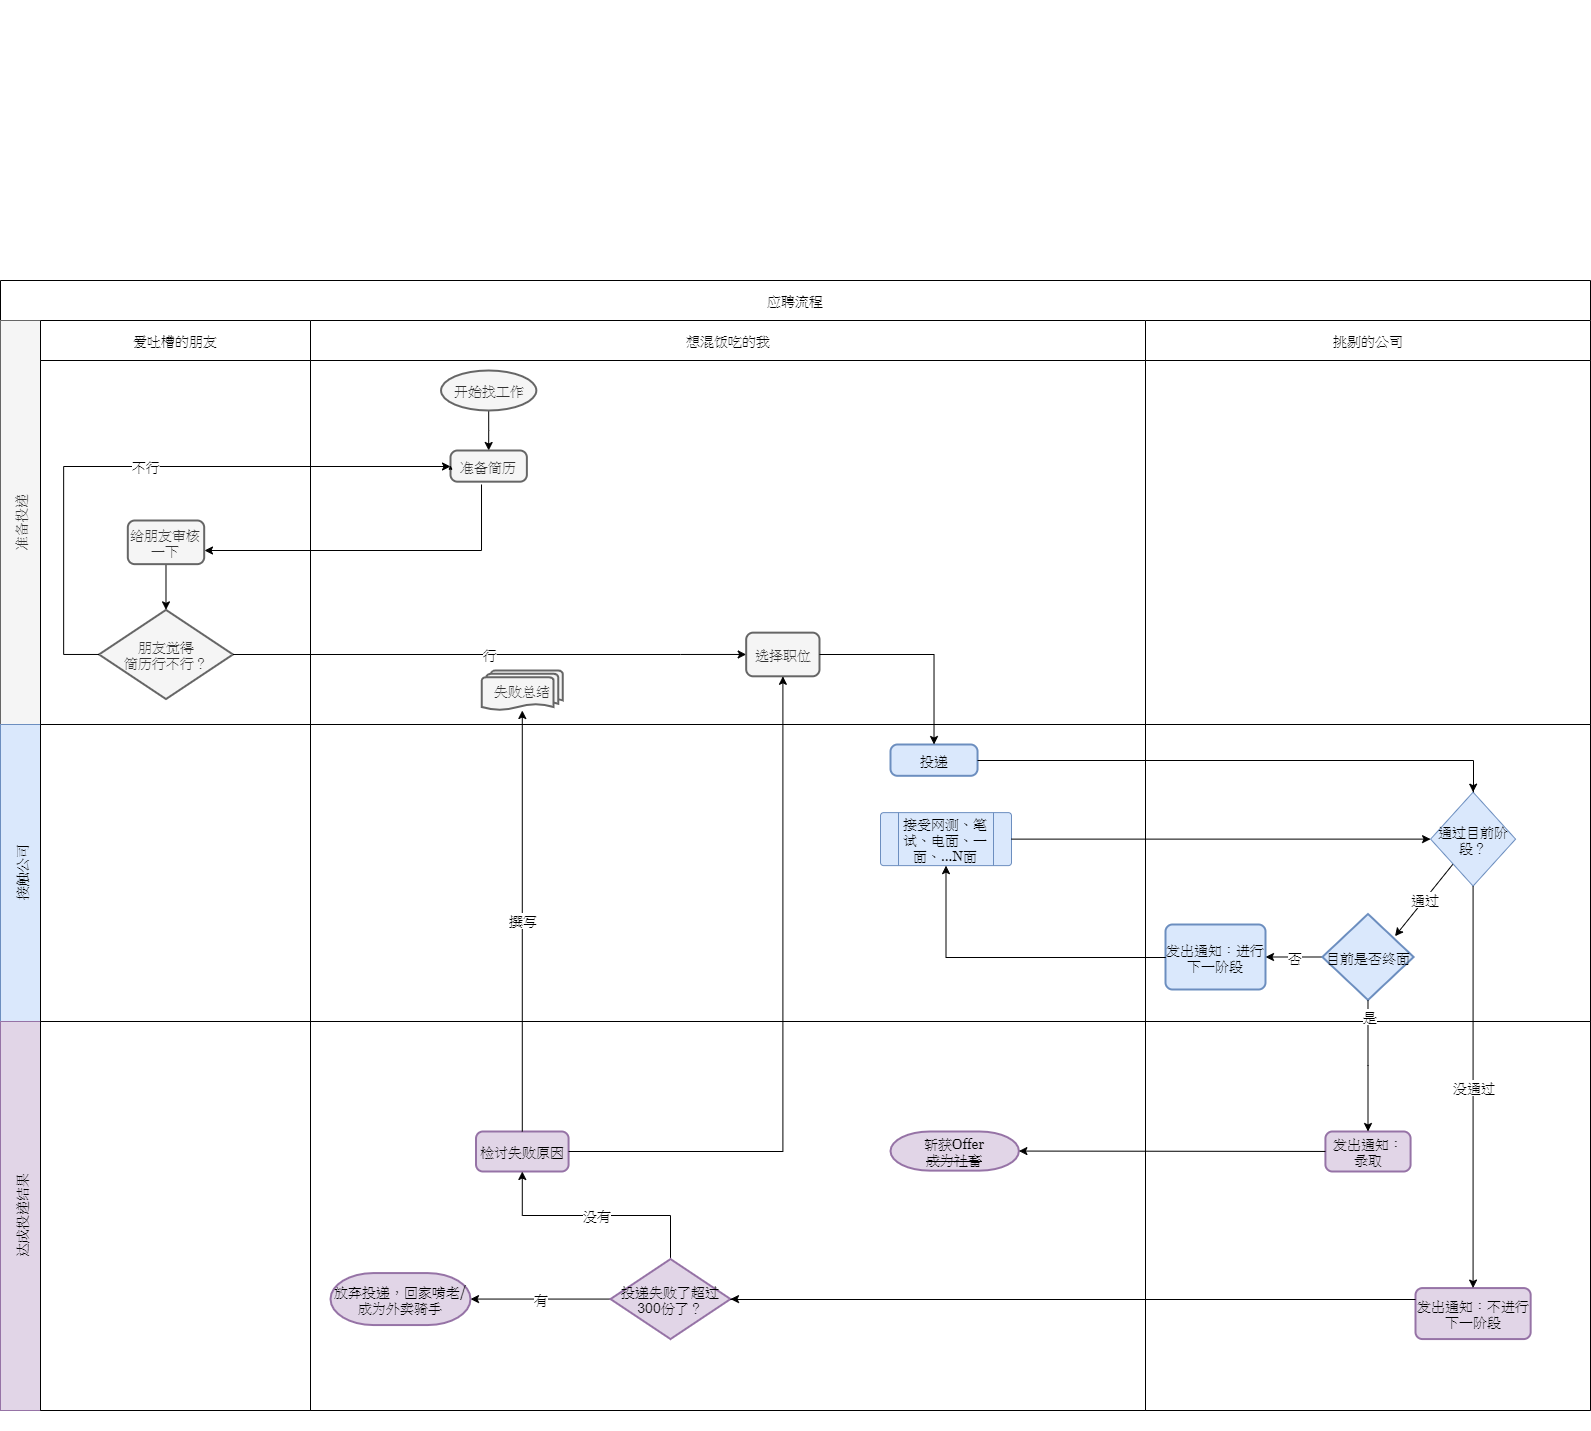 应聘流程
爱吐槽的朋友
想混饭吃的我
挑剔的公司
准备投递
开始找工作
准备简历
不行
给朋友审核
一下
朋友觉得
简历行不行？
行
选择职位
失败总结
接触公司
投递
接受网测、笔
试、电面、一
面、...N面
通过目前阶
段？
通过
撰写
发出通知：进行
下一阶段
否
目前是否终面
是
达成投递结果
没通过
检讨失败原因
斩获Offer
成为社畜
发出通知：
录取
没有
放弃投递，回家啃老/
成为外卖骑手
有
投递失败了超过
300份了？
发出通知：不进行
下一阶段